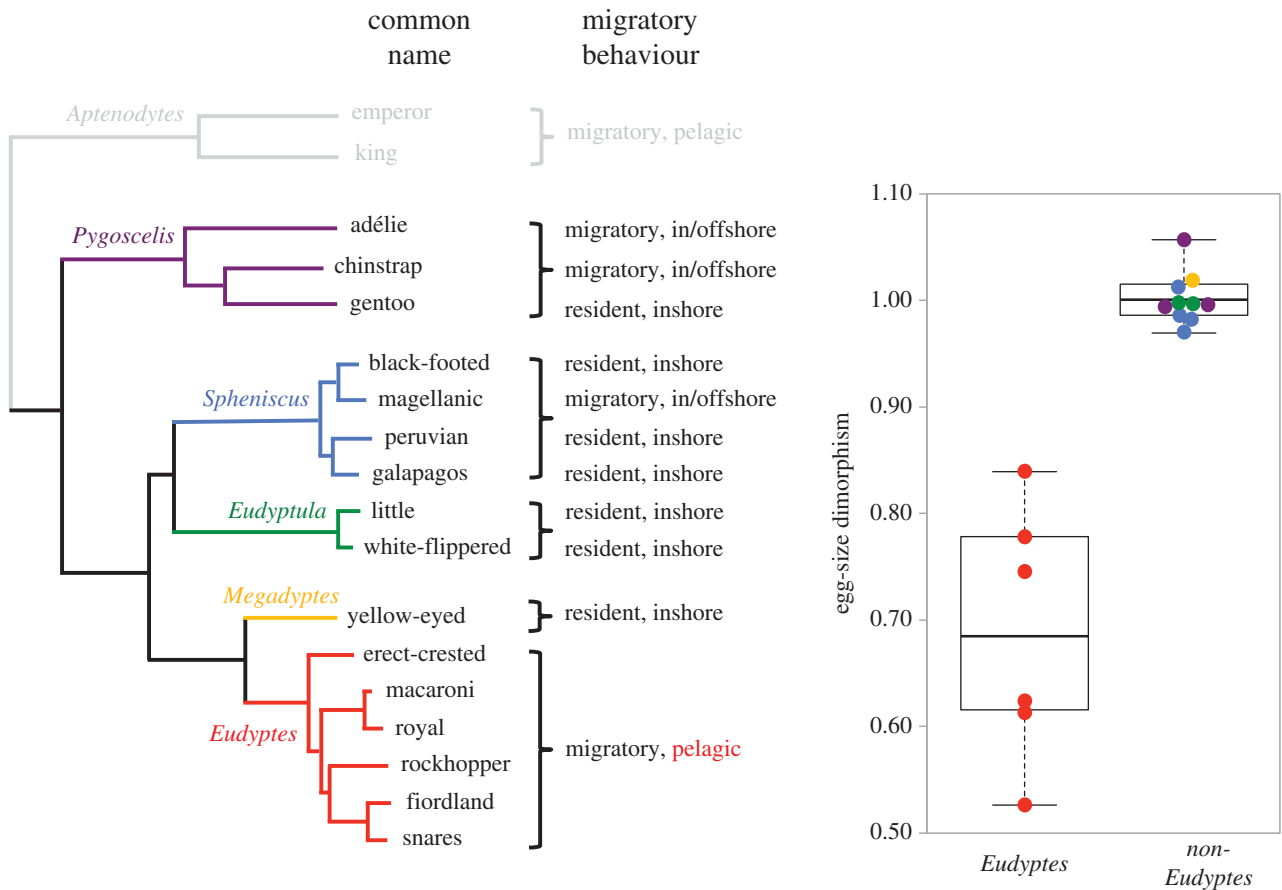 common
name
migratory
behaviour
Aptenodytes
emperor
king
migratory, pelagic
Pygoscelis
adélie
migratory, in/offshore
chinstrap
migratory, in/offshore
gentoo
resident, inshore
Spheniscus
black-footed
resident, inshore
magellanic
migratory, in/offshore
peruvian
resident, inshore
galapagos
resident, inshore
Eudyptula
little
resident, inshore
white-flippered
resident, inshore
Megadyptes
yellow-eyed
resident, inshore
erect-crested
macaroni
Eudyptes
royal
migratory, pelagic
rockhopper
fiordland
snares
egg-size dimorphism
1.10
1.00
0.90
0.80
0.70
0.60
0.50
Eudyptes
non-
Eudyptes